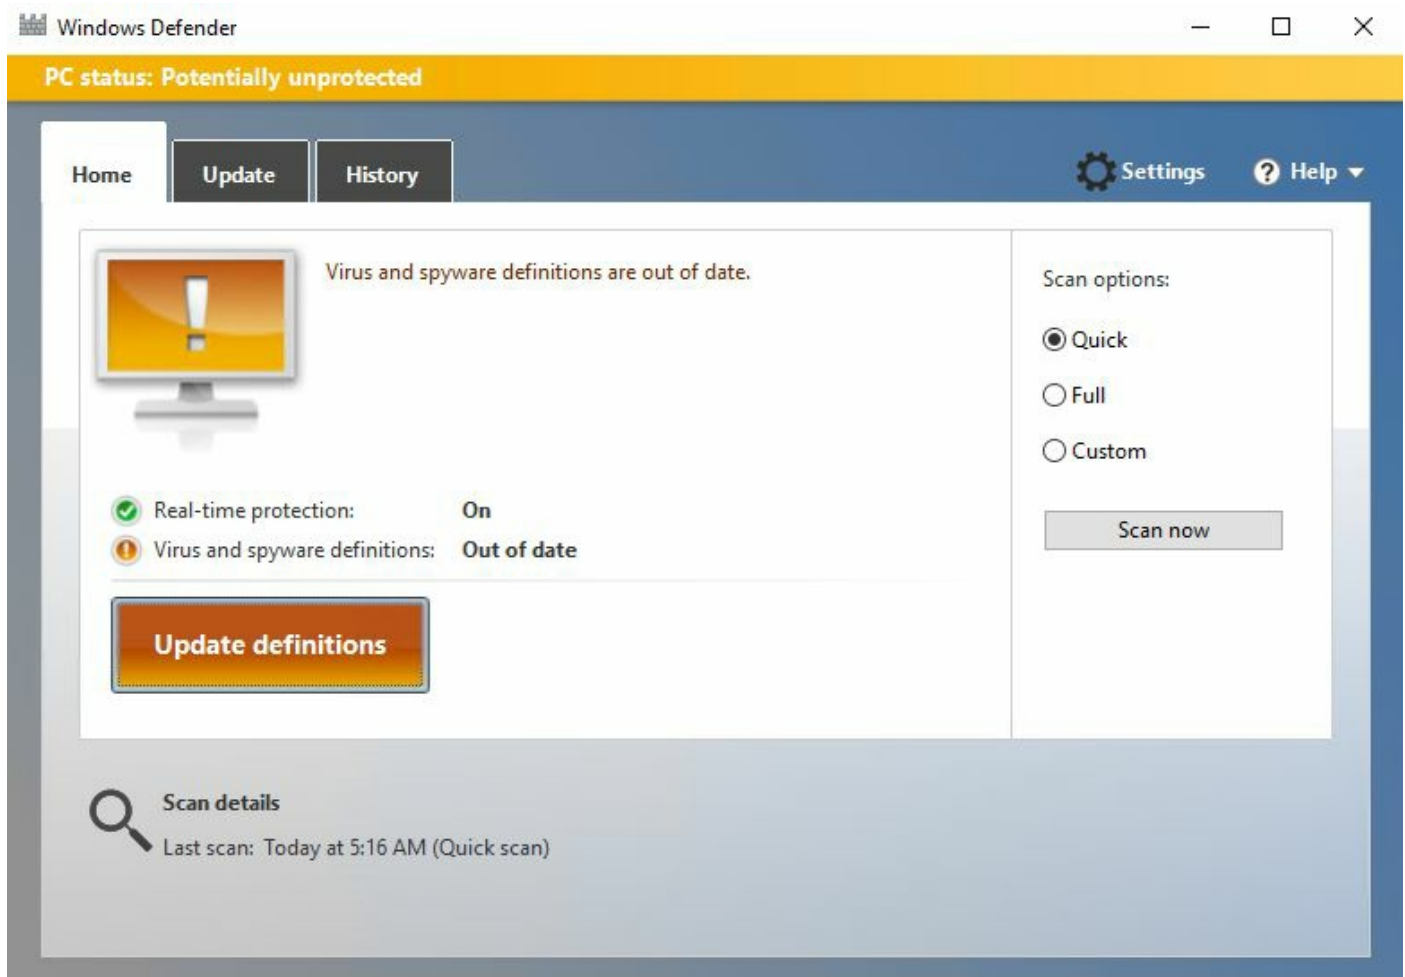 Windows Defender
PC status: Potentially unprotected
Home
Update
History
Settings
? Help
Virus and spyware definitions are out of date.
Scan options:
Quick
Full
Custom
Real-time protection: On
Virus and spyware definitions: Out of date
Scan now
Update definitions
Scan details
Last scan: Today at 5:16 AM (Quick scan)